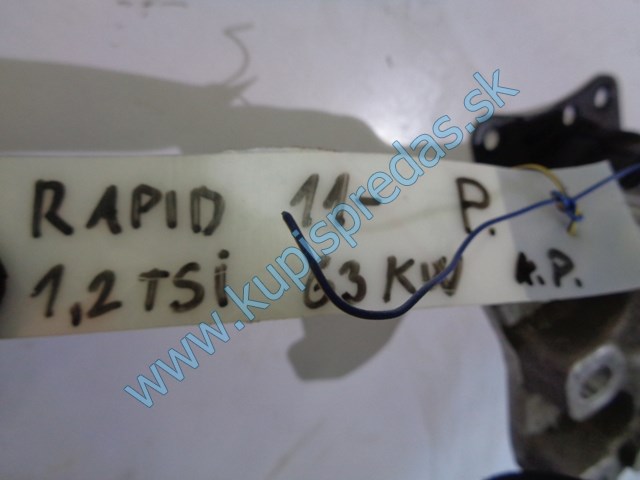 RAPID 11- P.
1,2 TSi 63 KW A.P.
www.kupispredas.sk